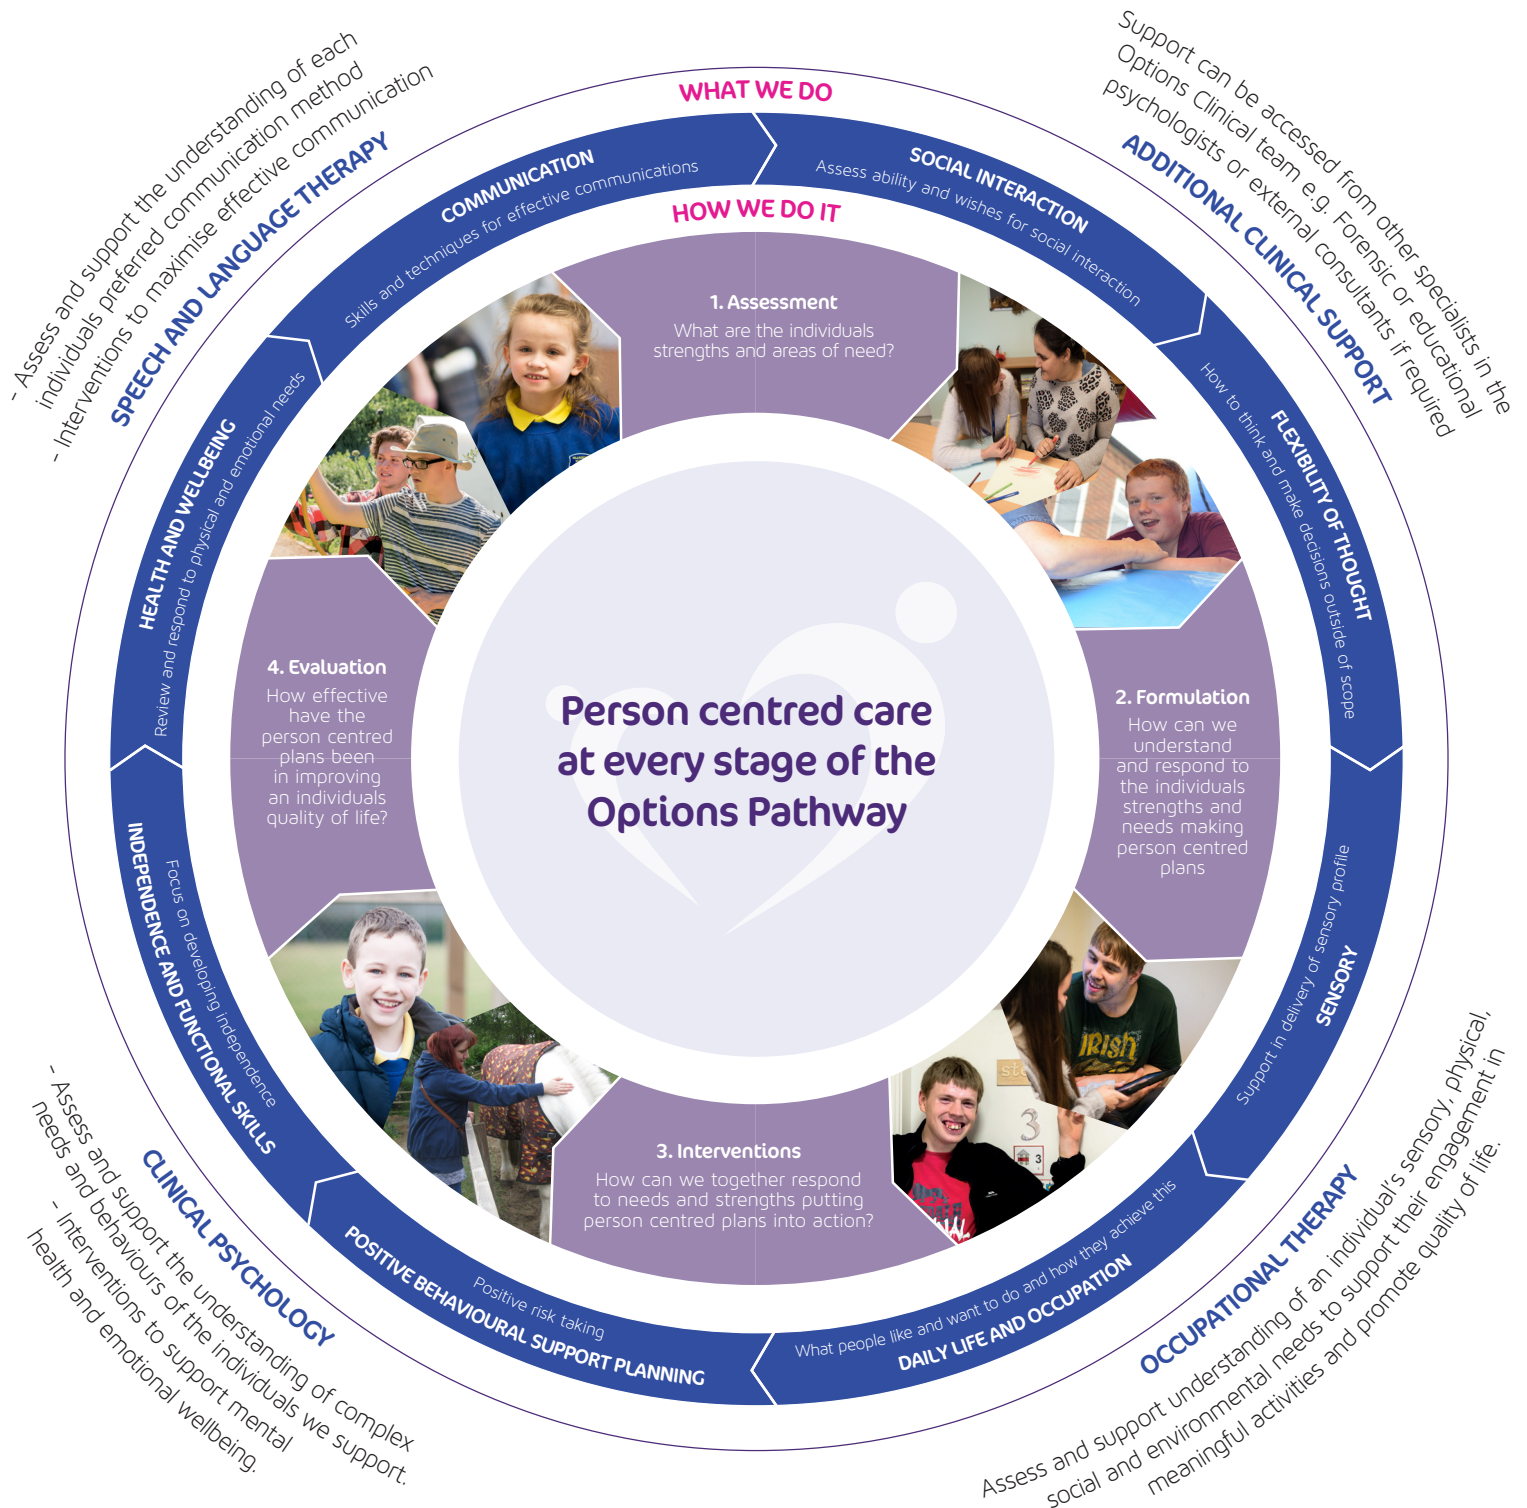 - Assess and support the understanding of each
individuals preferred communication method
- Interventions to maximise effective communication
SPEECH AND LANGUAGE THERAPY
Support can be accessed from other specialists in the
Options Clinical team e.g. Forensic or educational
psychologists or external consultants if required
ADDITIONAL CLINICAL SUPPORT
WHAT WE DO
COMMUNICATION
Skills and techniques for effective communications
SOCIAL INTERACTION
Assess ability and wishes for social interaction
FLEXIBILITY OF THOUGHT
How to think and make decisions outside of scope
SENSORY
Support in delivery of sensory profile
DAILY LIFE AND OCCUPATION
What people like and want to do and how they achieve this
POSITIVE BEHAVIOURAL SUPPORT PLANNING
Positive risk taking
INDEPENDENCE AND FUNCTIONAL SKILLS
Focus on developing independence
HEALTH AND WELLBEING
Review and respond to physical and emotional needs
HOW WE DO IT
1. Assessment
What are the individuals
strengths and areas of need?
2. Formulation
How can we
understand
and respond to
the individuals
strengths and
needs making
person centred
plans
3. Interventions
How can we together respond
to needs and strengths putting
person centred plans into action?
4. Evaluation
How effective
have the
person centred
plans been
in improving
an individuals
quality of life?
Person centred care
at every stage of the
Options Pathway
IRISH
3
3
CLINICAL PSYCHOLOGY
- Assess and support the understanding of complex
needs and behaviours of the individuals we support.
- Interventions to support mental
health and emotional wellbeing.
OCCUPATIONAL THERAPY
Assess and support understanding of an individual's sensory, physical,
social and environmental needs to support their engagement in
meaningful activities and promote quality of life.